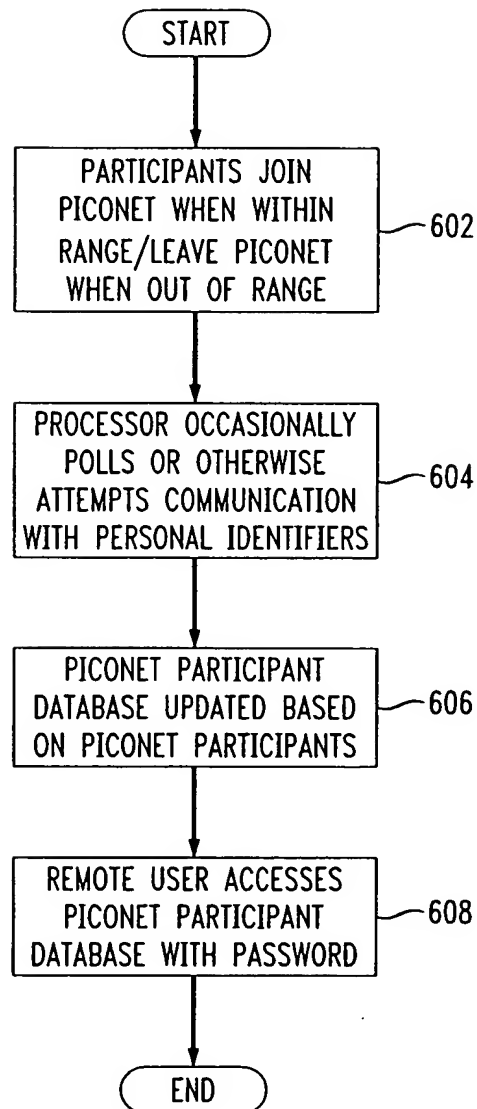 START
PARTICIPANTS JOIN
PICONET WHEN WITHIN
RANGE/LEAVE PICONET
WHEN OUT OF RANGE
602
PROCESSOR OCCASIONALLY
POLLS OR OTHERWISE
ATTEMPTS COMMUNICATION
WITH PERSONAL IDENTIFIERS
604
PICONET PARTICIPANT
DATABASE UPDATED BASED
ON PICONET PARTICIPANTS
606
REMOTE USER ACCESSES
PICONET PARTICIPANT
DATABASE WITH PASSWORD
608
END